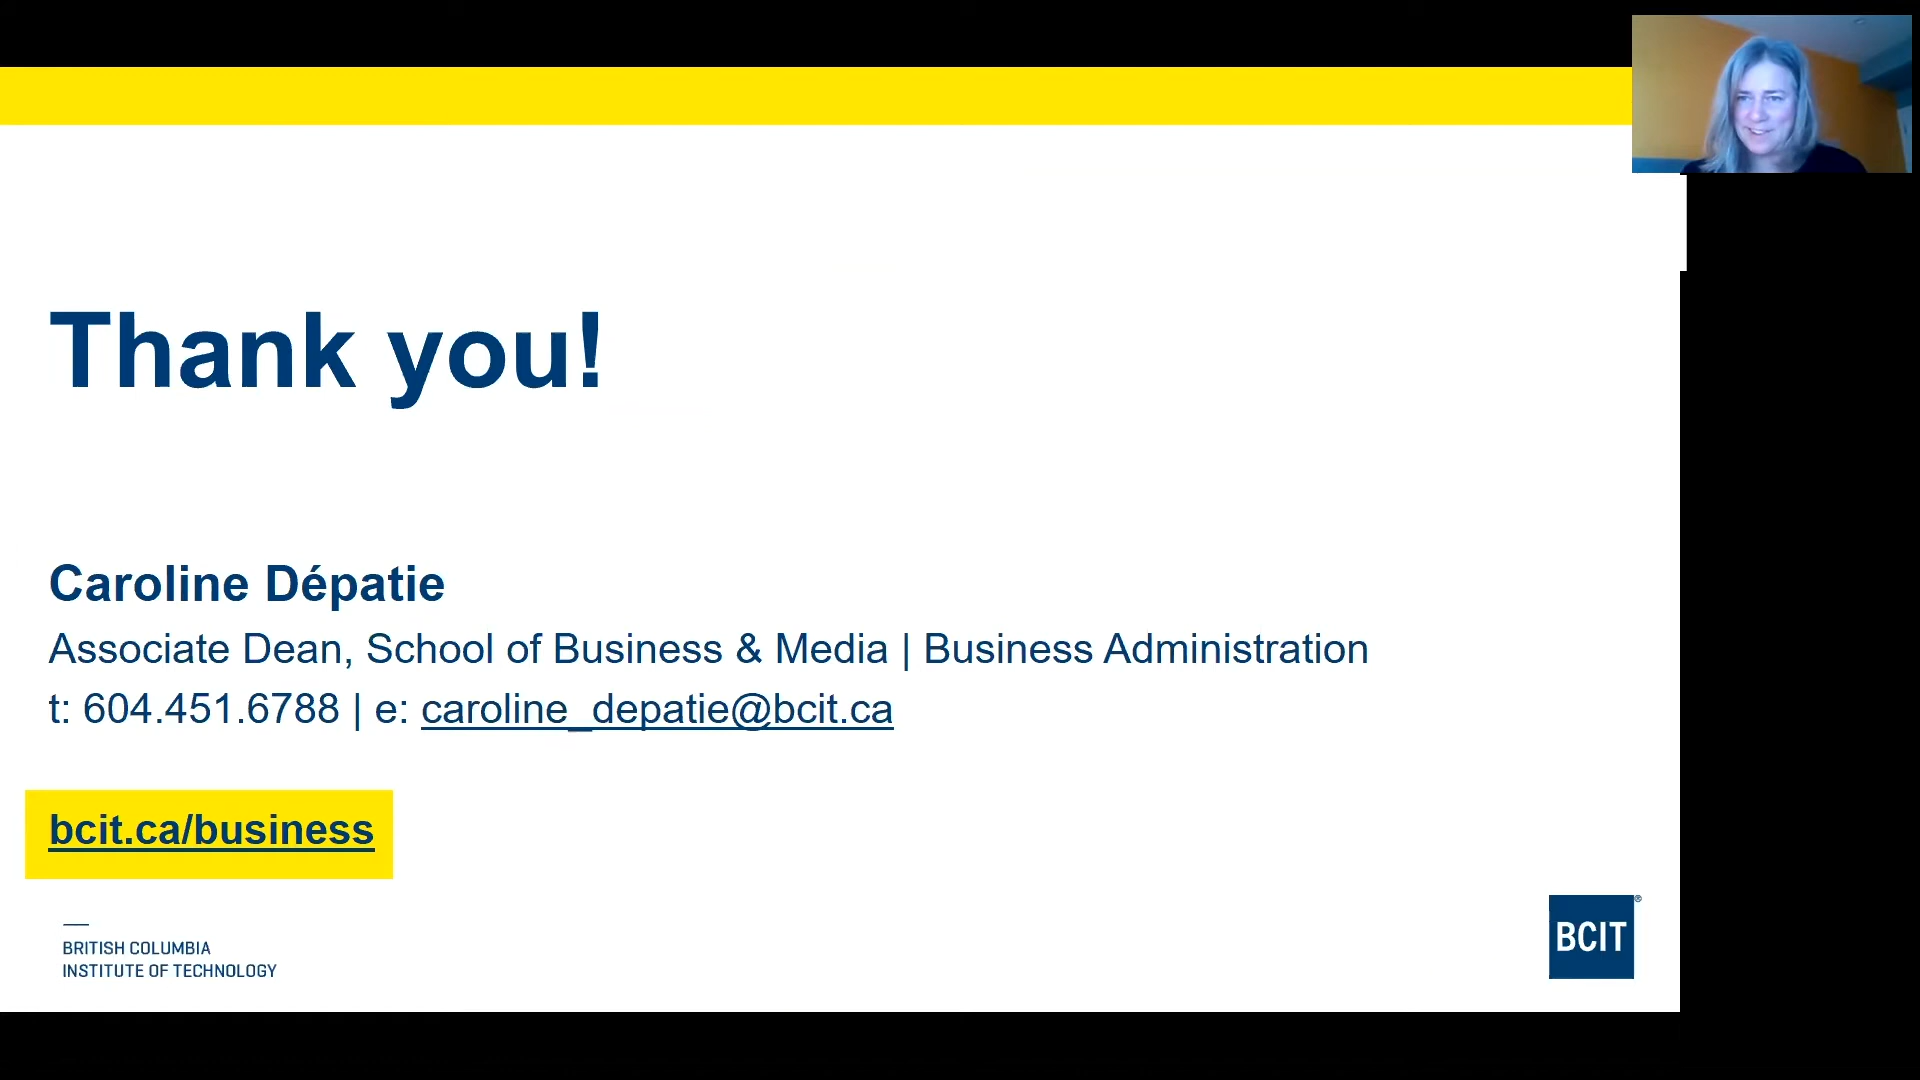 Thank you!
Caroline Dépatie
Associate Dean, School of Business & Media | Business Administration
t: 604.451.6788 | e: caroline_depatie@bcit.ca
bcit.ca/business
BRITISH COLUMBIA
INSTITUTE OF TECHNOLOGY
BCIT®